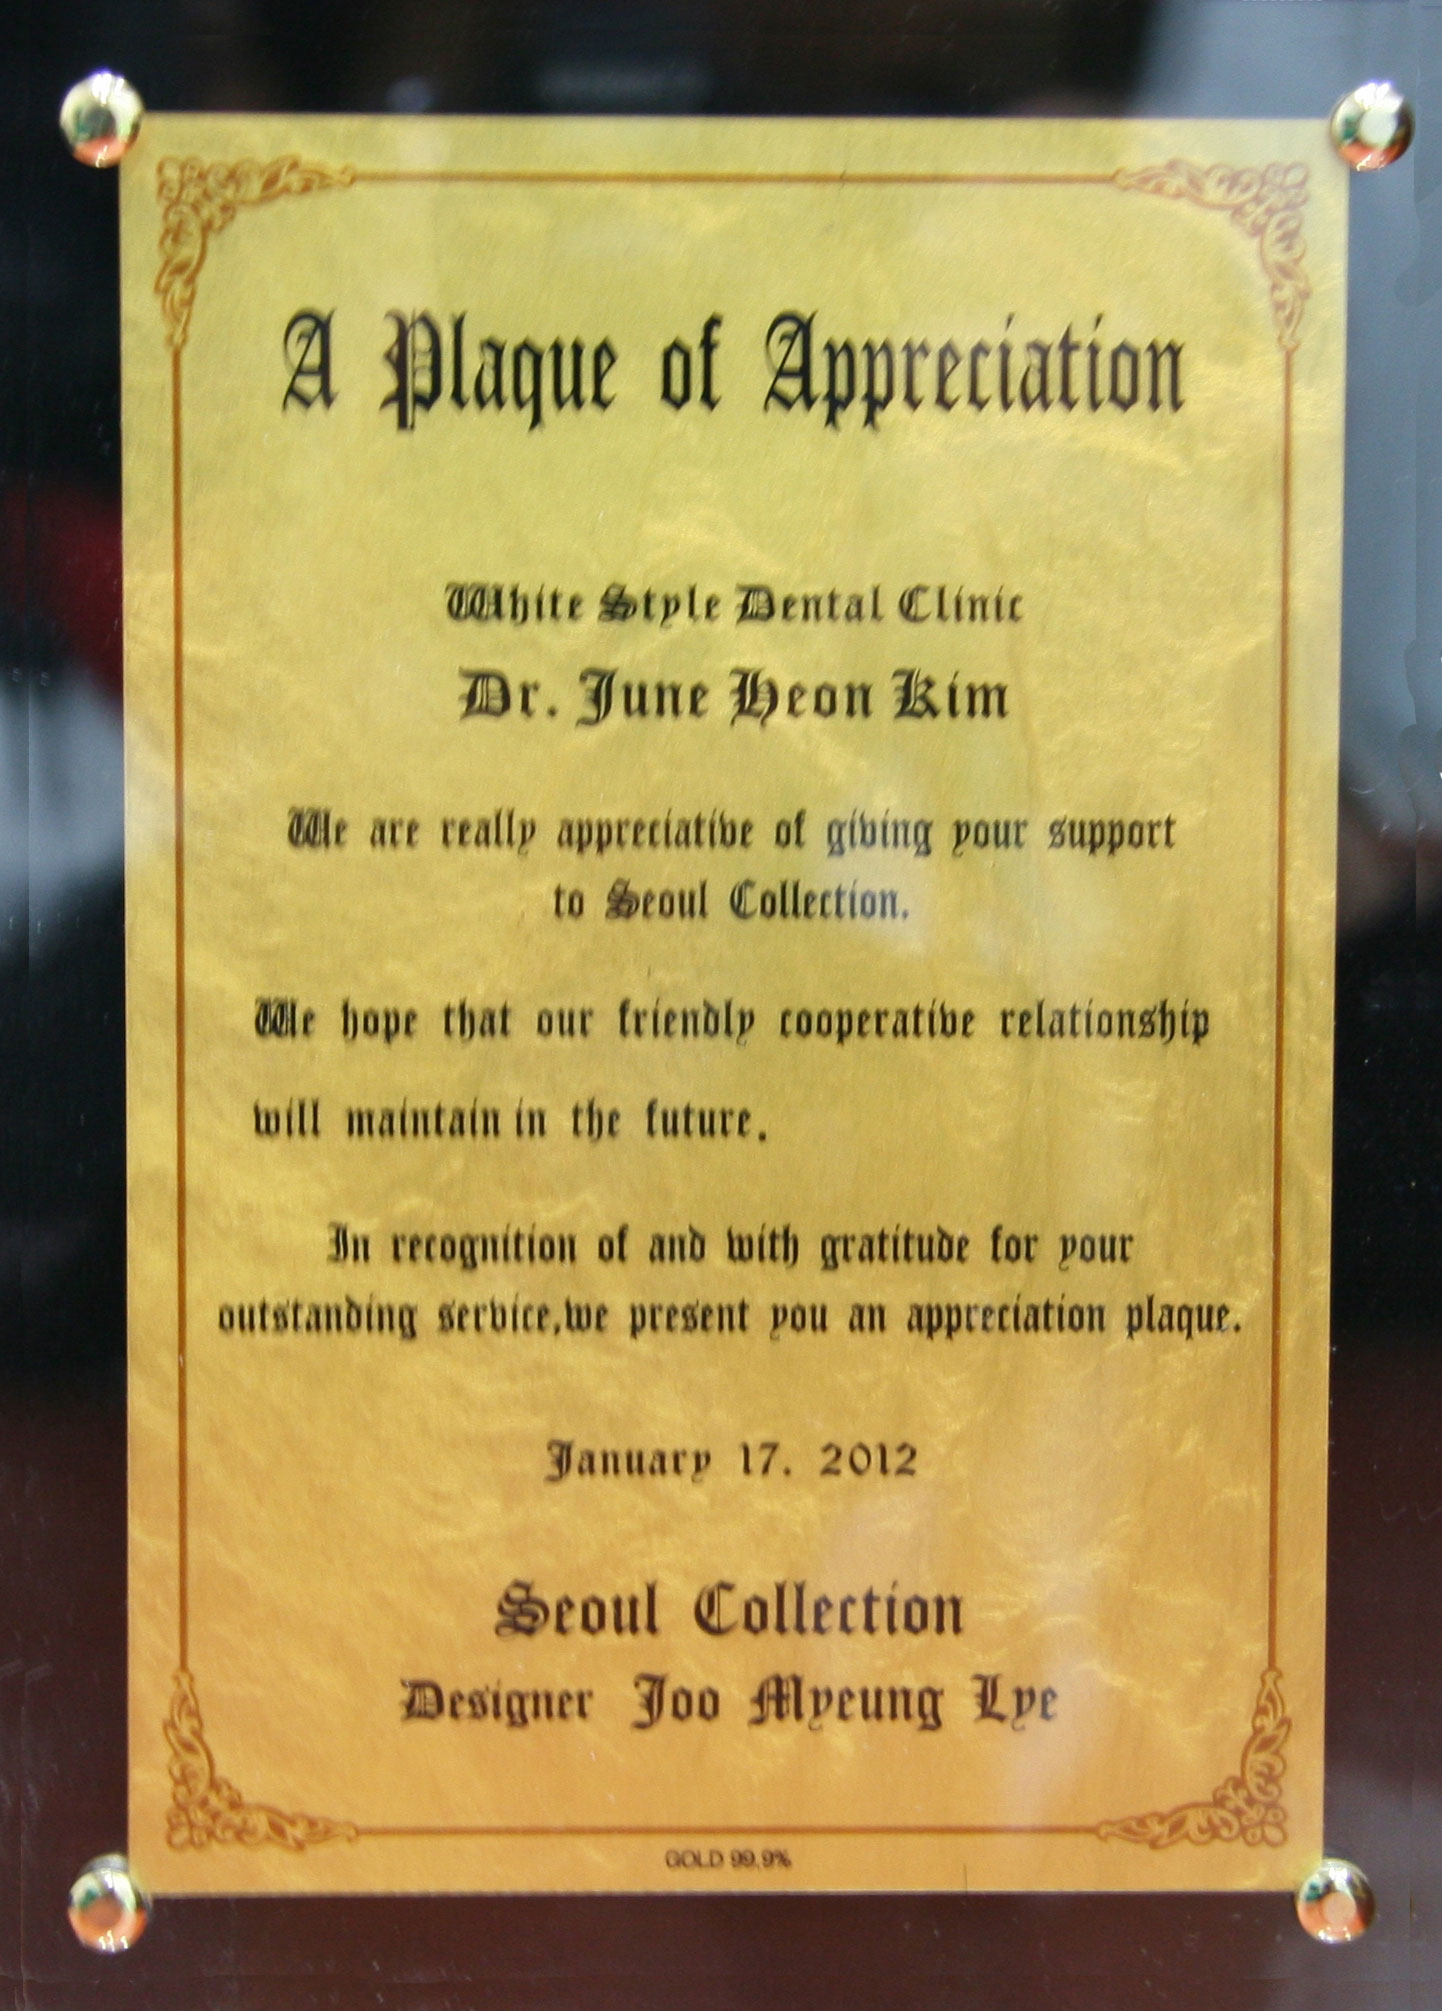 A Plaque of Appreciation
White Style Dental Clinic
Dr. June Heon Kim
We are really appreciative of giving your support
to Seoul Collection.
We hope that our friendly cooperative relationship
will maintain in the future.
In recognition of and with gratitude for your
outstanding service,we present you an appreciation plaque.
January 17. 2012
Seoul Collection
Designer Joo Myeung Lye
GOLD 99,9%